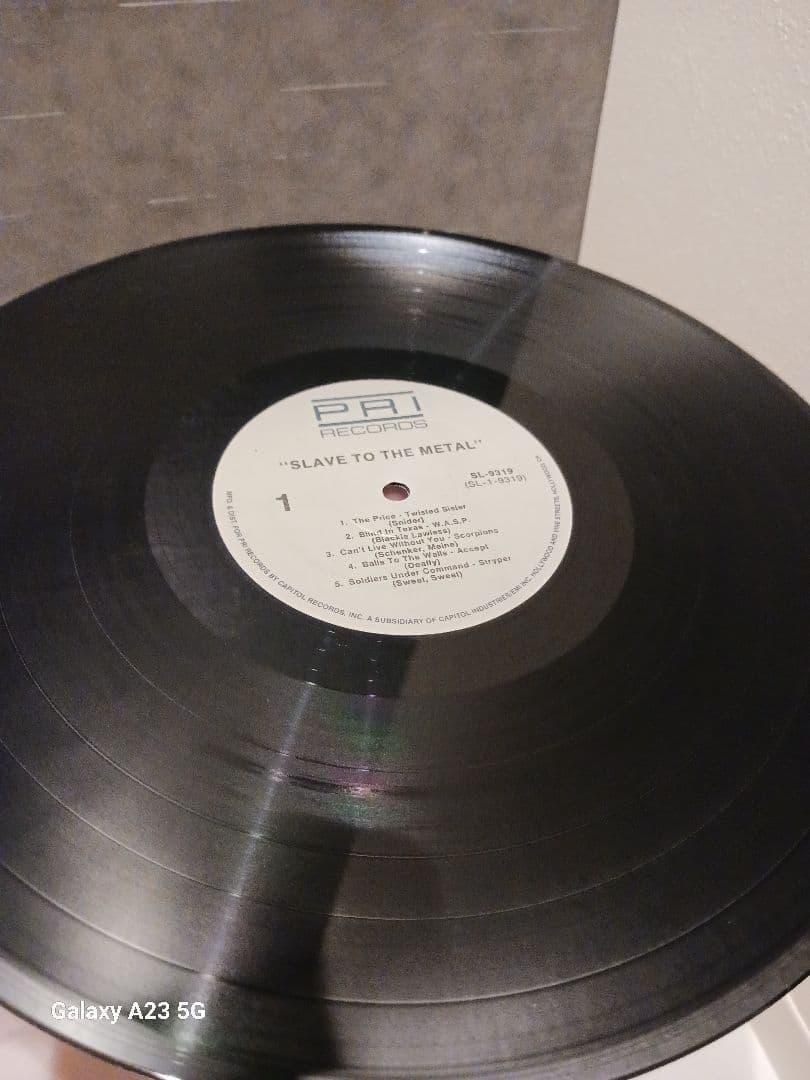 PRI
RECORDS
"SLAVE TO THE METAL"
SL-9319
(SL-1-9319)
1
1. The Price - Twisted Sister
(Snider)
2. Blind In Texas - W.A.S.P.
(Blackie Lawless)
3. Can't Live Without You - Scorpions
(Schenker, Meine)
4. Balls To The Walls - Accept
(Deaffy)
5. Soldiers Under Command - Stryper
(Sweet, Sweet)
MFD. & DIST. FOR PRI RECORDS BY CAPITOL RECORDS, INC. A SUBSIDIARY OF CAPITOL INDUSTRIES/EMI INC. HOLLYWOOD AND VINE STREETS, HOLLYWOOD
Galaxy A23 5G